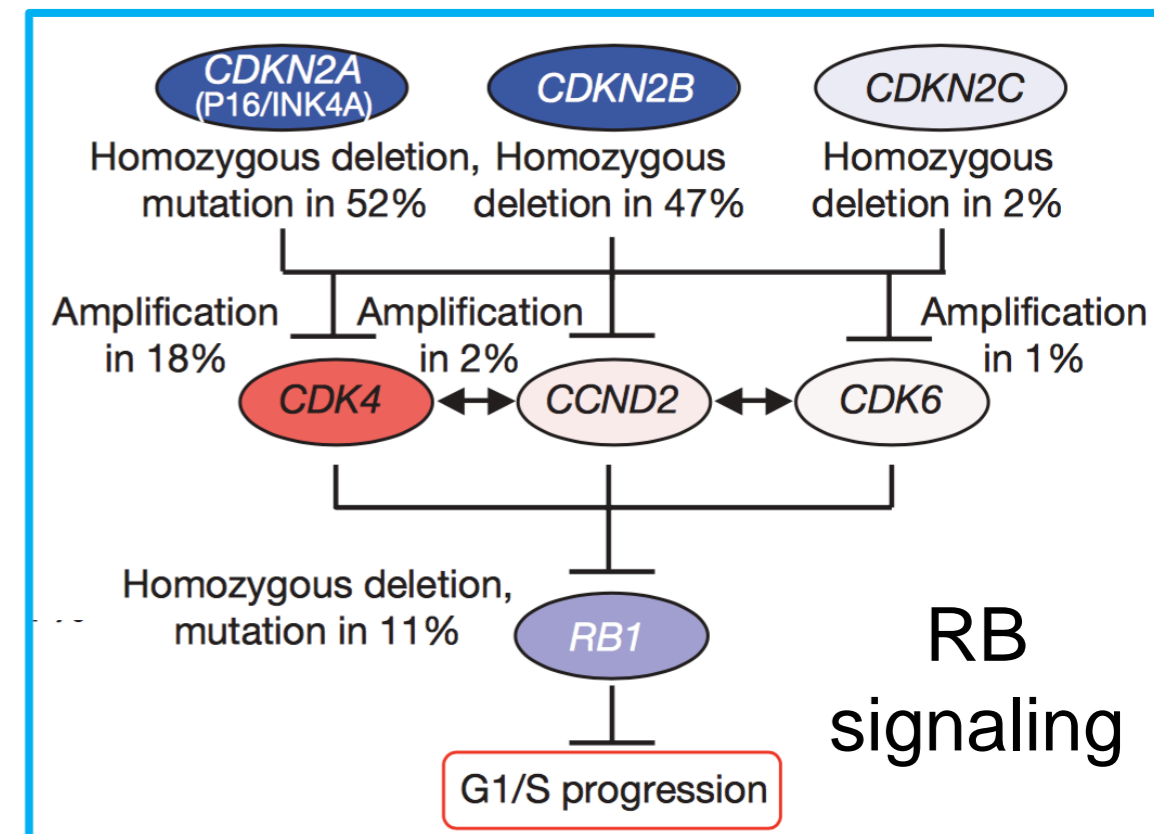 CDKN2A
(P16/INK4A)
CDKN2B
CDKN2C
Homozygous deletion,
mutation in 52%
Homozygous
deletion in 47%
Homozygous
deletion in 2%
Amplification
in 18%
Amplification
in 2%
Amplification
in 1%
CDK4
CCND2
CDK6
Homozygous deletion,
mutation in 11%
RB1
RB
signaling
G1/S progression